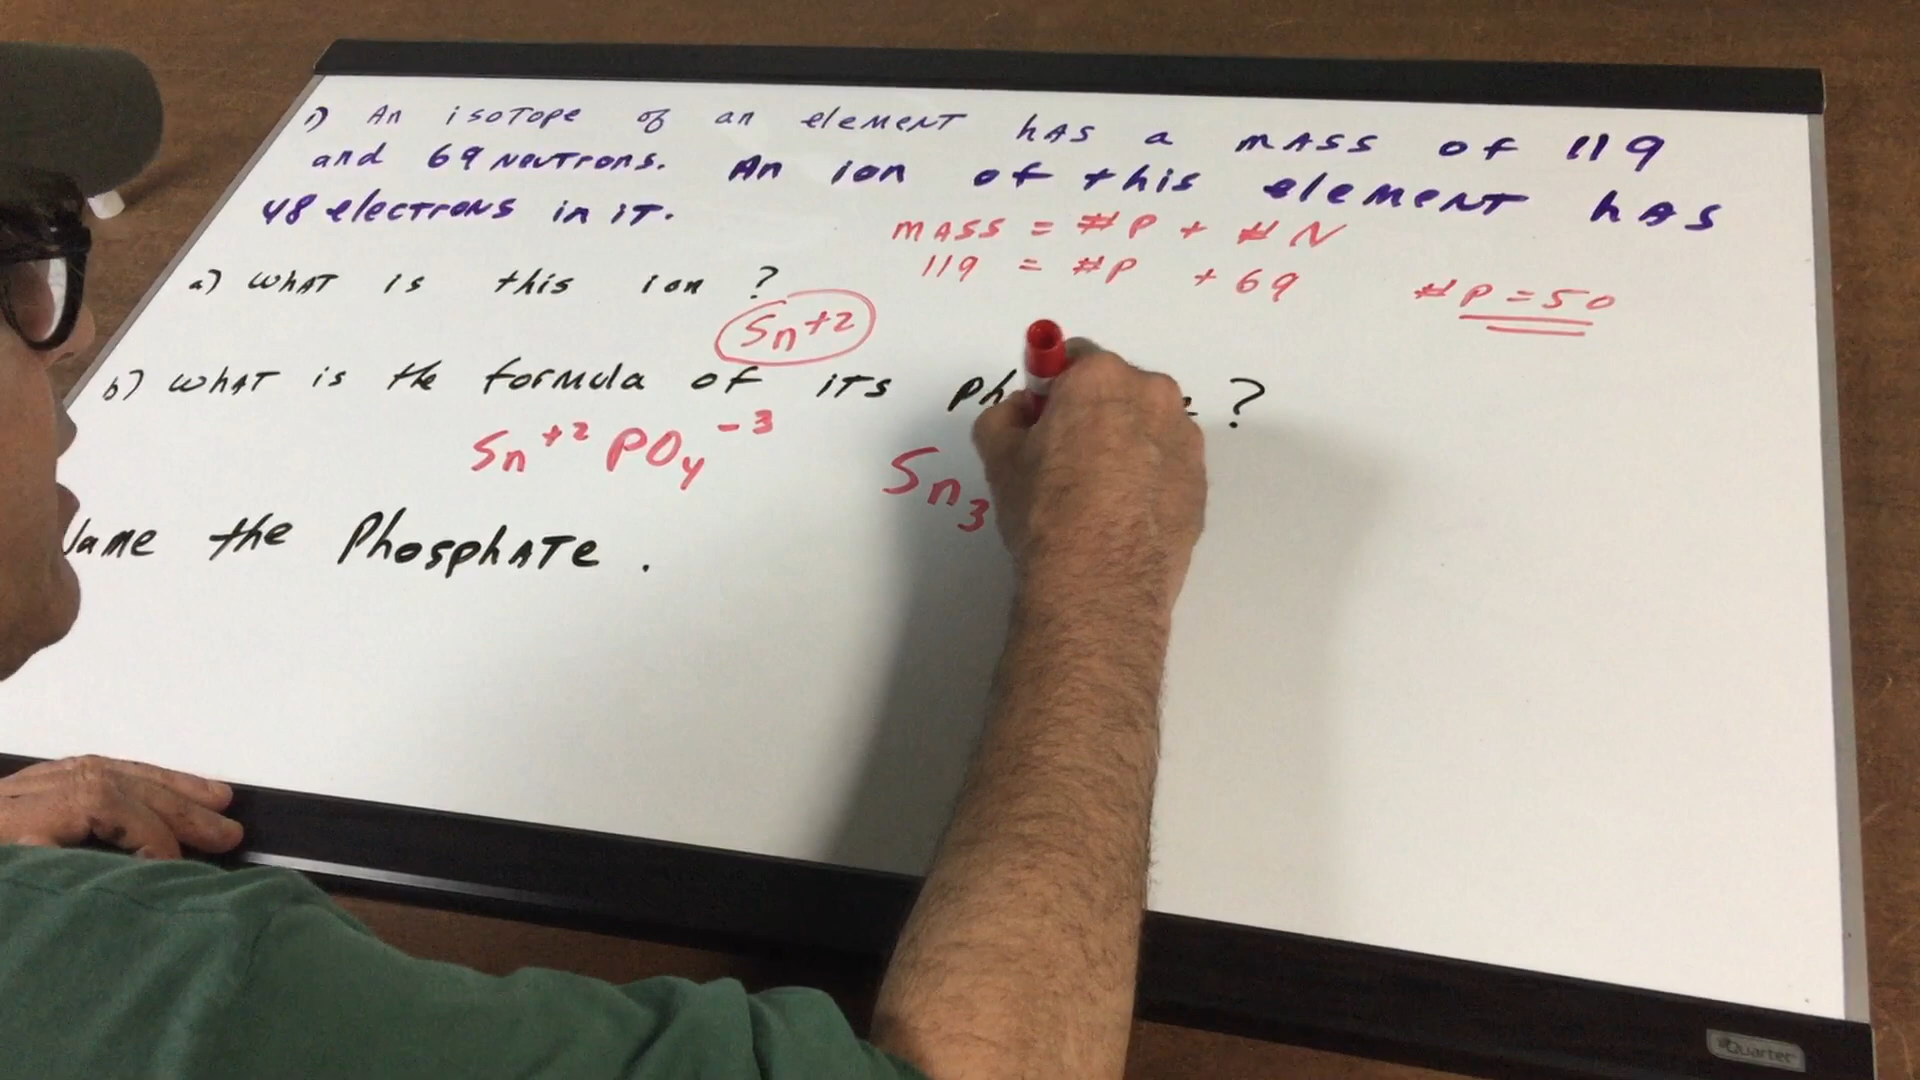 1) An isotope of an element has a mass of 119
and 69 neutrons. An ion of this element has
48 electrons in it.
mass = #P + #N
119 = #P + 69
#P = 50
a) what is this ion ?
Sn+2
b) what is the formula of its ?
Sn+2 PO4-3
Sn3
the Phosphate .
Quartet